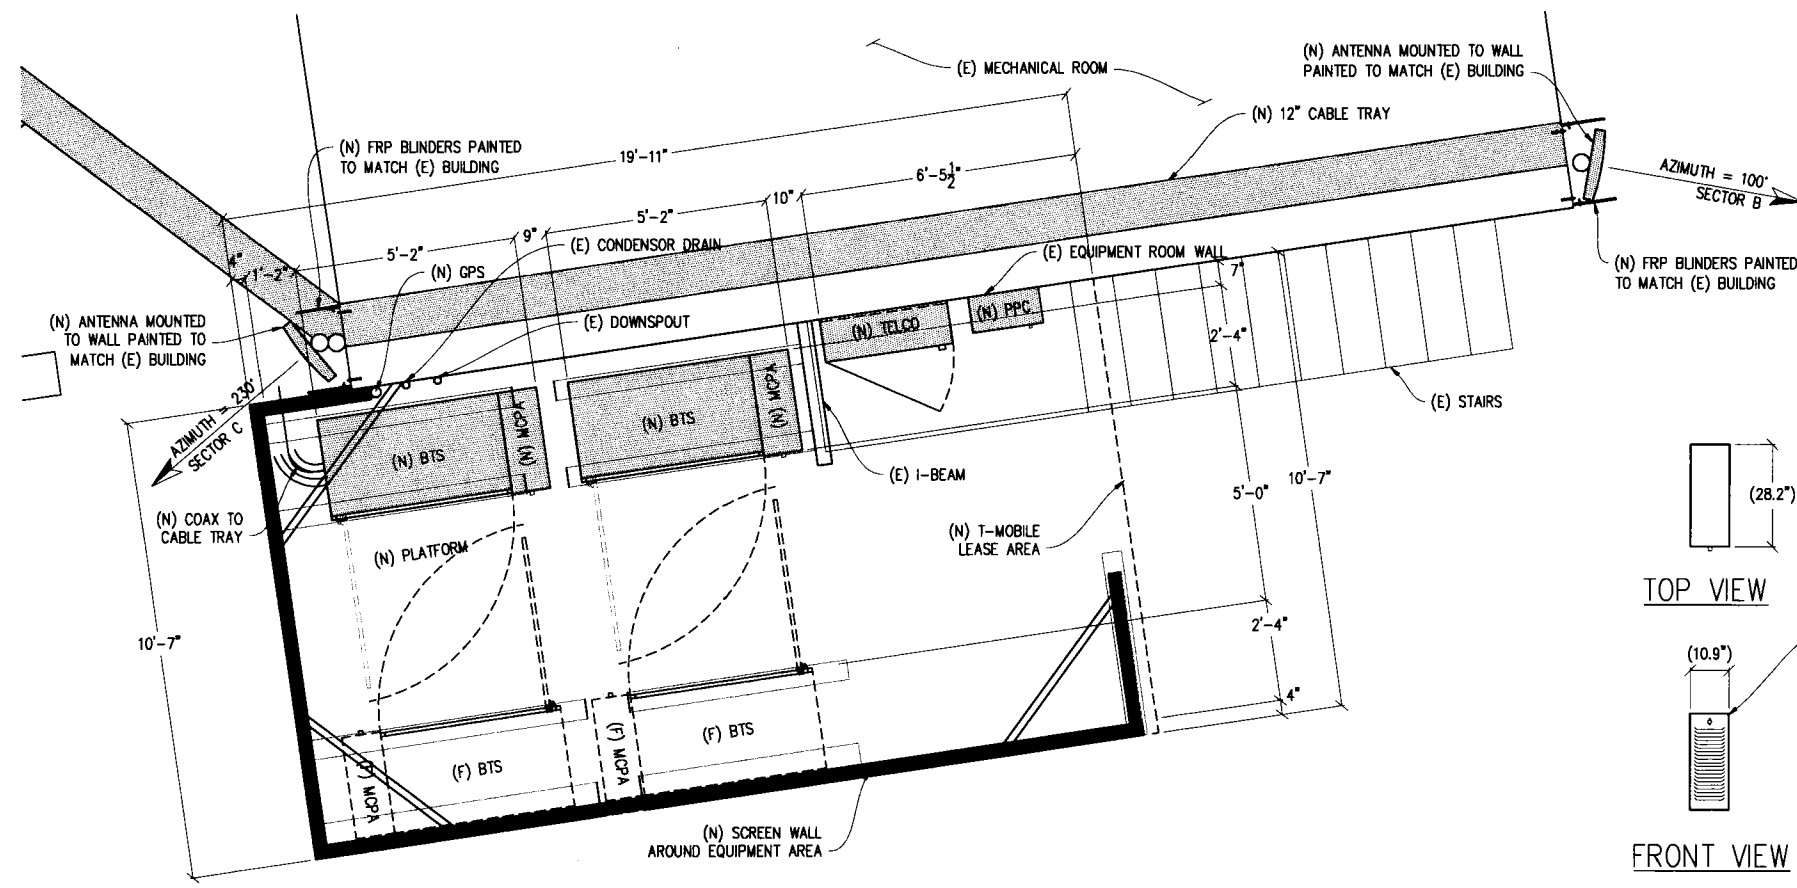 (N) ANTENNA MOUNTED TO WALL
PAINTED TO MATCH (E) BUILDING
(E) MECHANICAL ROOM
(N) 12" CABLE TRAY
(N) FRP BLINDERS PAINTED
TO MATCH (E) BUILDING
19'-11"
6'-5½"
10"
5'-2"
9"
5'-2"
4"
1'-2"
AZIMUTH = 100°
SECTOR B
(E) CONDENSOR DRAIN
(N) GPS
(E) EQUIPMENT ROOM WALL
(N) FRP BLINDERS PAINTED
TO MATCH (E) BUILDING
7"
(N) ANTENNA MOUNTED
TO WALL PAINTED TO
MATCH (E) BUILDING
(E) DOWNSPOUT
(N) TELCO
(N) PPC
2'-4"
AZIMUTH = 230°
SECTOR C
(N) BTS
(N) MCPA
(N) BTS
(N) MCPA
(E) STAIRS
(E) I-BEAM
10'-7"
5'-0"
(28.2")
(N) COAX TO
CABLE TRAY
(N) PLATFORM
(N) T-MOBILE
LEASE AREA
TOP VIEW
10'-7"
2'-4"
(10.9")
4"
(F) BTS
(F) MCPA
(F) BTS
(F) MCPA
(N) SCREEN WALL
AROUND EQUIPMENT AREA
FRONT VIEW